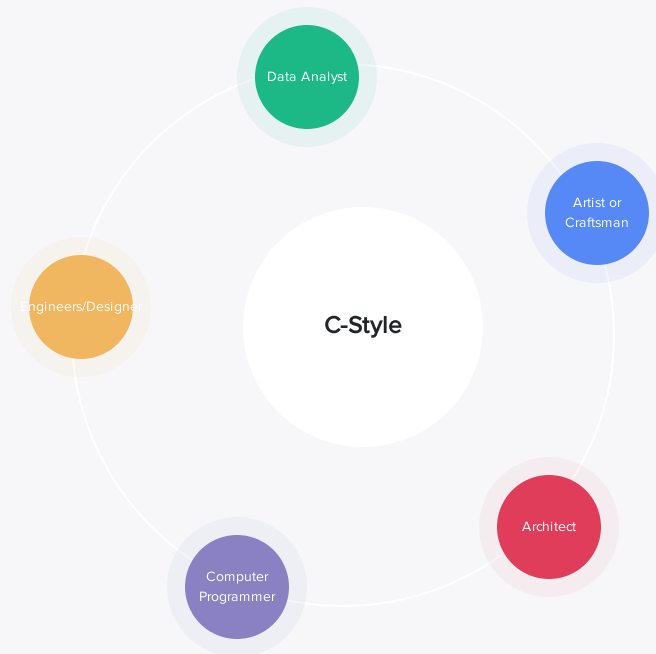 Data Analyst
Artist or
Craftsman
Engineers/Designer
C-Style
Architect
Computer
Programmer